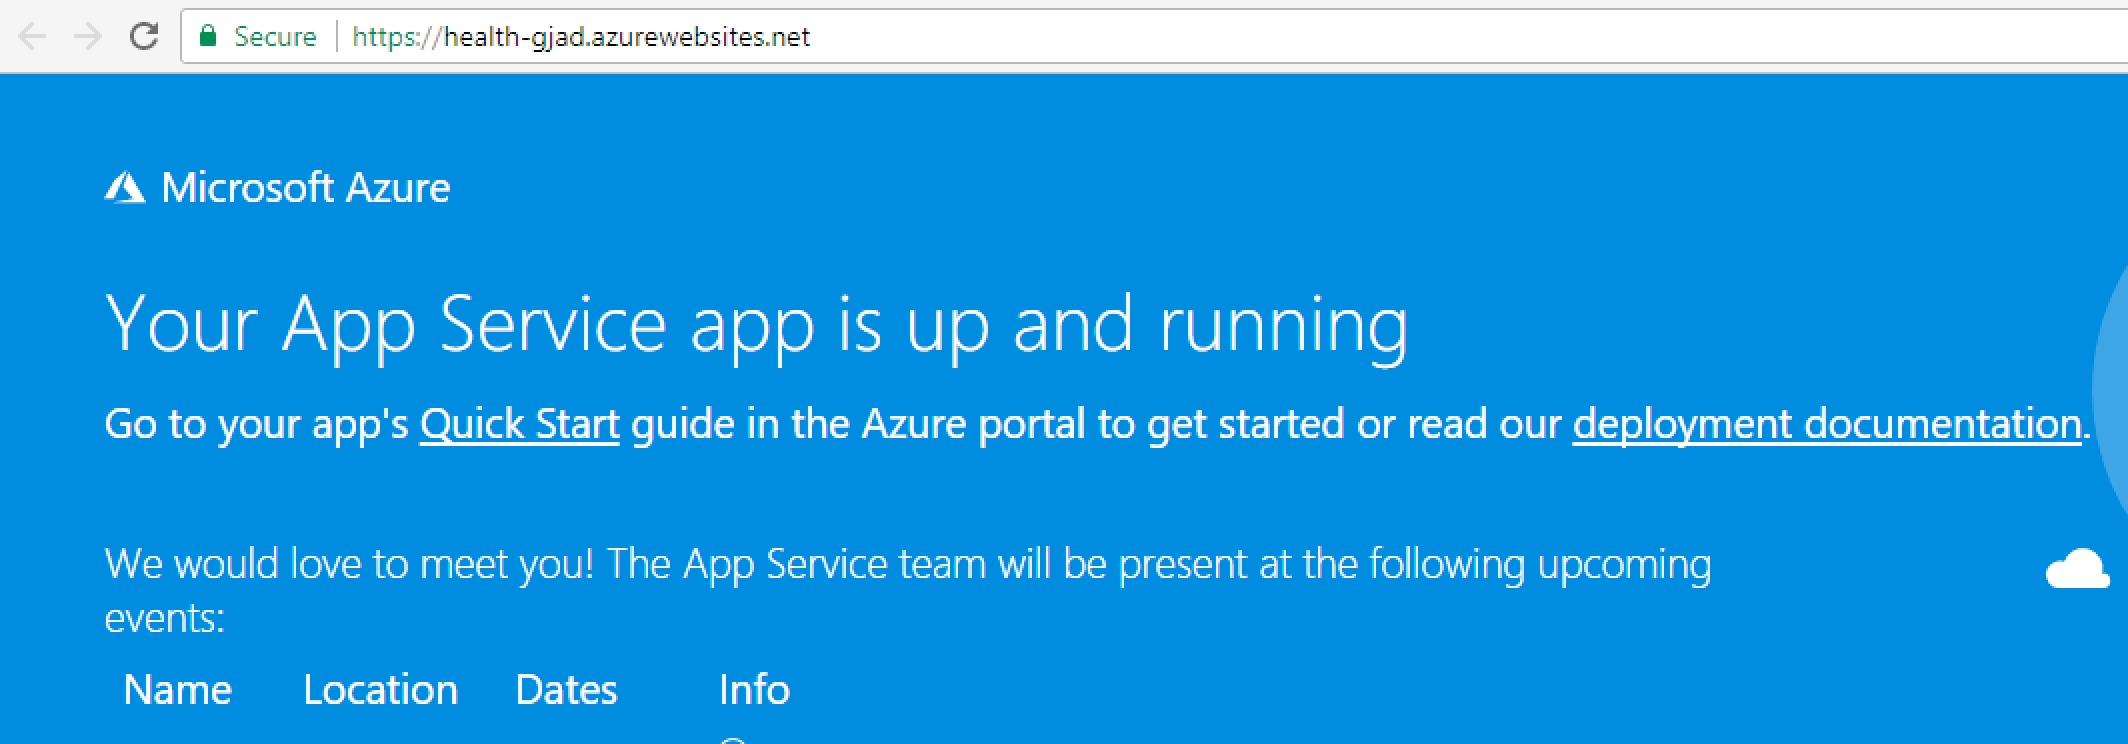 Secure | https://health-gjad.azurewebsites.net
Microsoft Azure
Your App Service app is up and running
Go to your app's Quick Start guide in the Azure portal to get started or read our deployment documentation.
We would love to meet you! The App Service team will be present at the following upcoming
events:
Name Location Dates Info